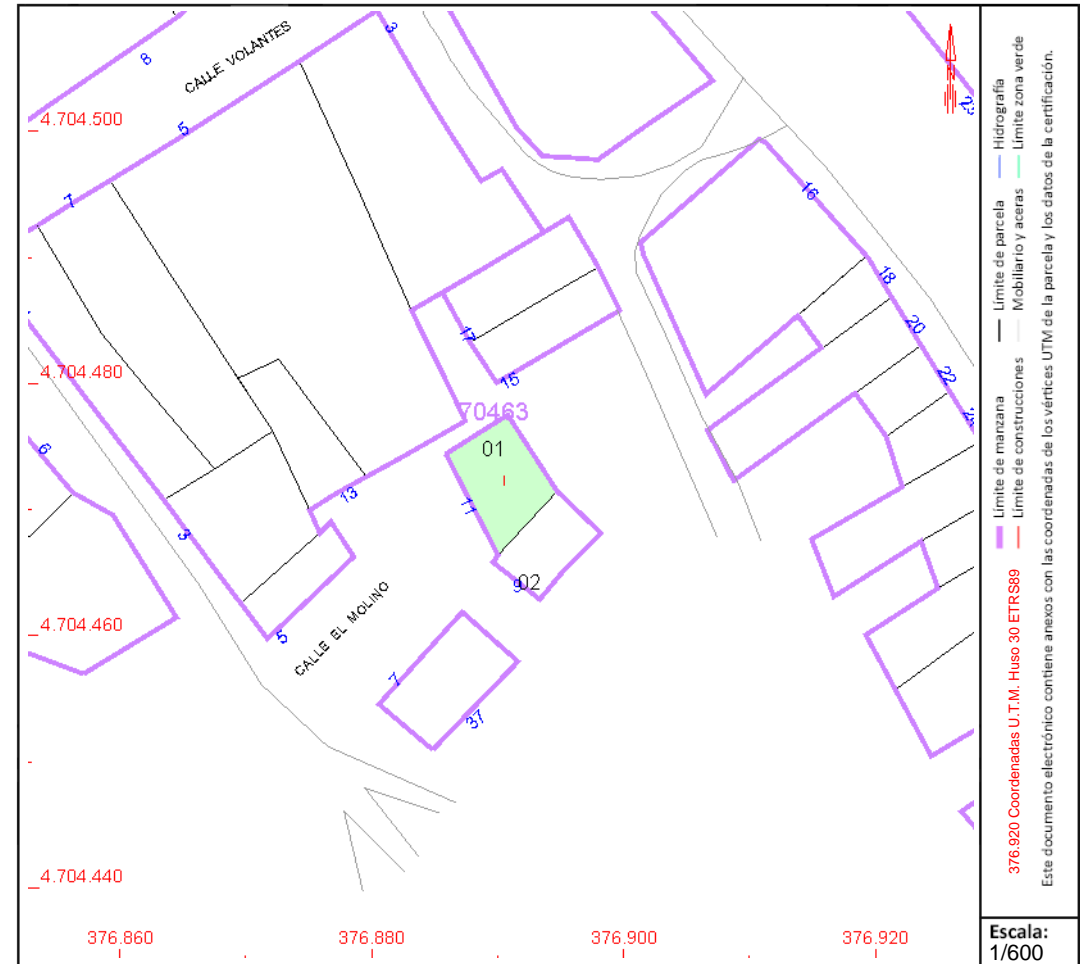 8
CALLE VOLANTES
3
5
7
4.704.500
16
18
20
22
17
15
4.704.480
70463
01
6
13
11
3
02
9
4.704.460
5
CALLE EL MOLINO
7
37
4.704.440
376.860
376.880
376.900
376.920
Límite de manzana
Límite de parcela
Hidrografía
Límite de construcciones
Mobiliario y aceras
Límite zona verde
376.920 Coordenadas U.T.M. Huso 30 ETRS89
Este documento electrónico contiene anexos con las coordenadas de los vértices UTM de la parcela y los datos de la certificación.
Escala:
1/600